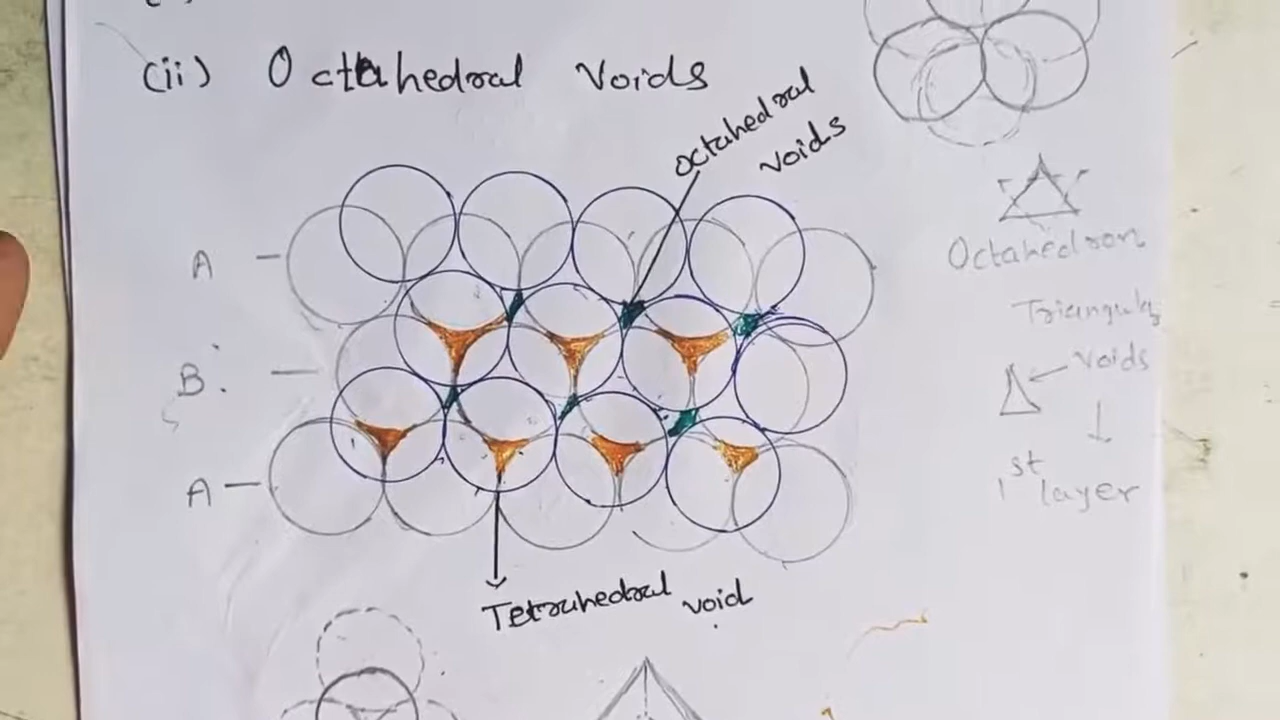 (ii) Octahedral Voids
octahedral
voids
A
B
A
Tetrahedral void
Octahedron
Triangular
Voids
1st layer